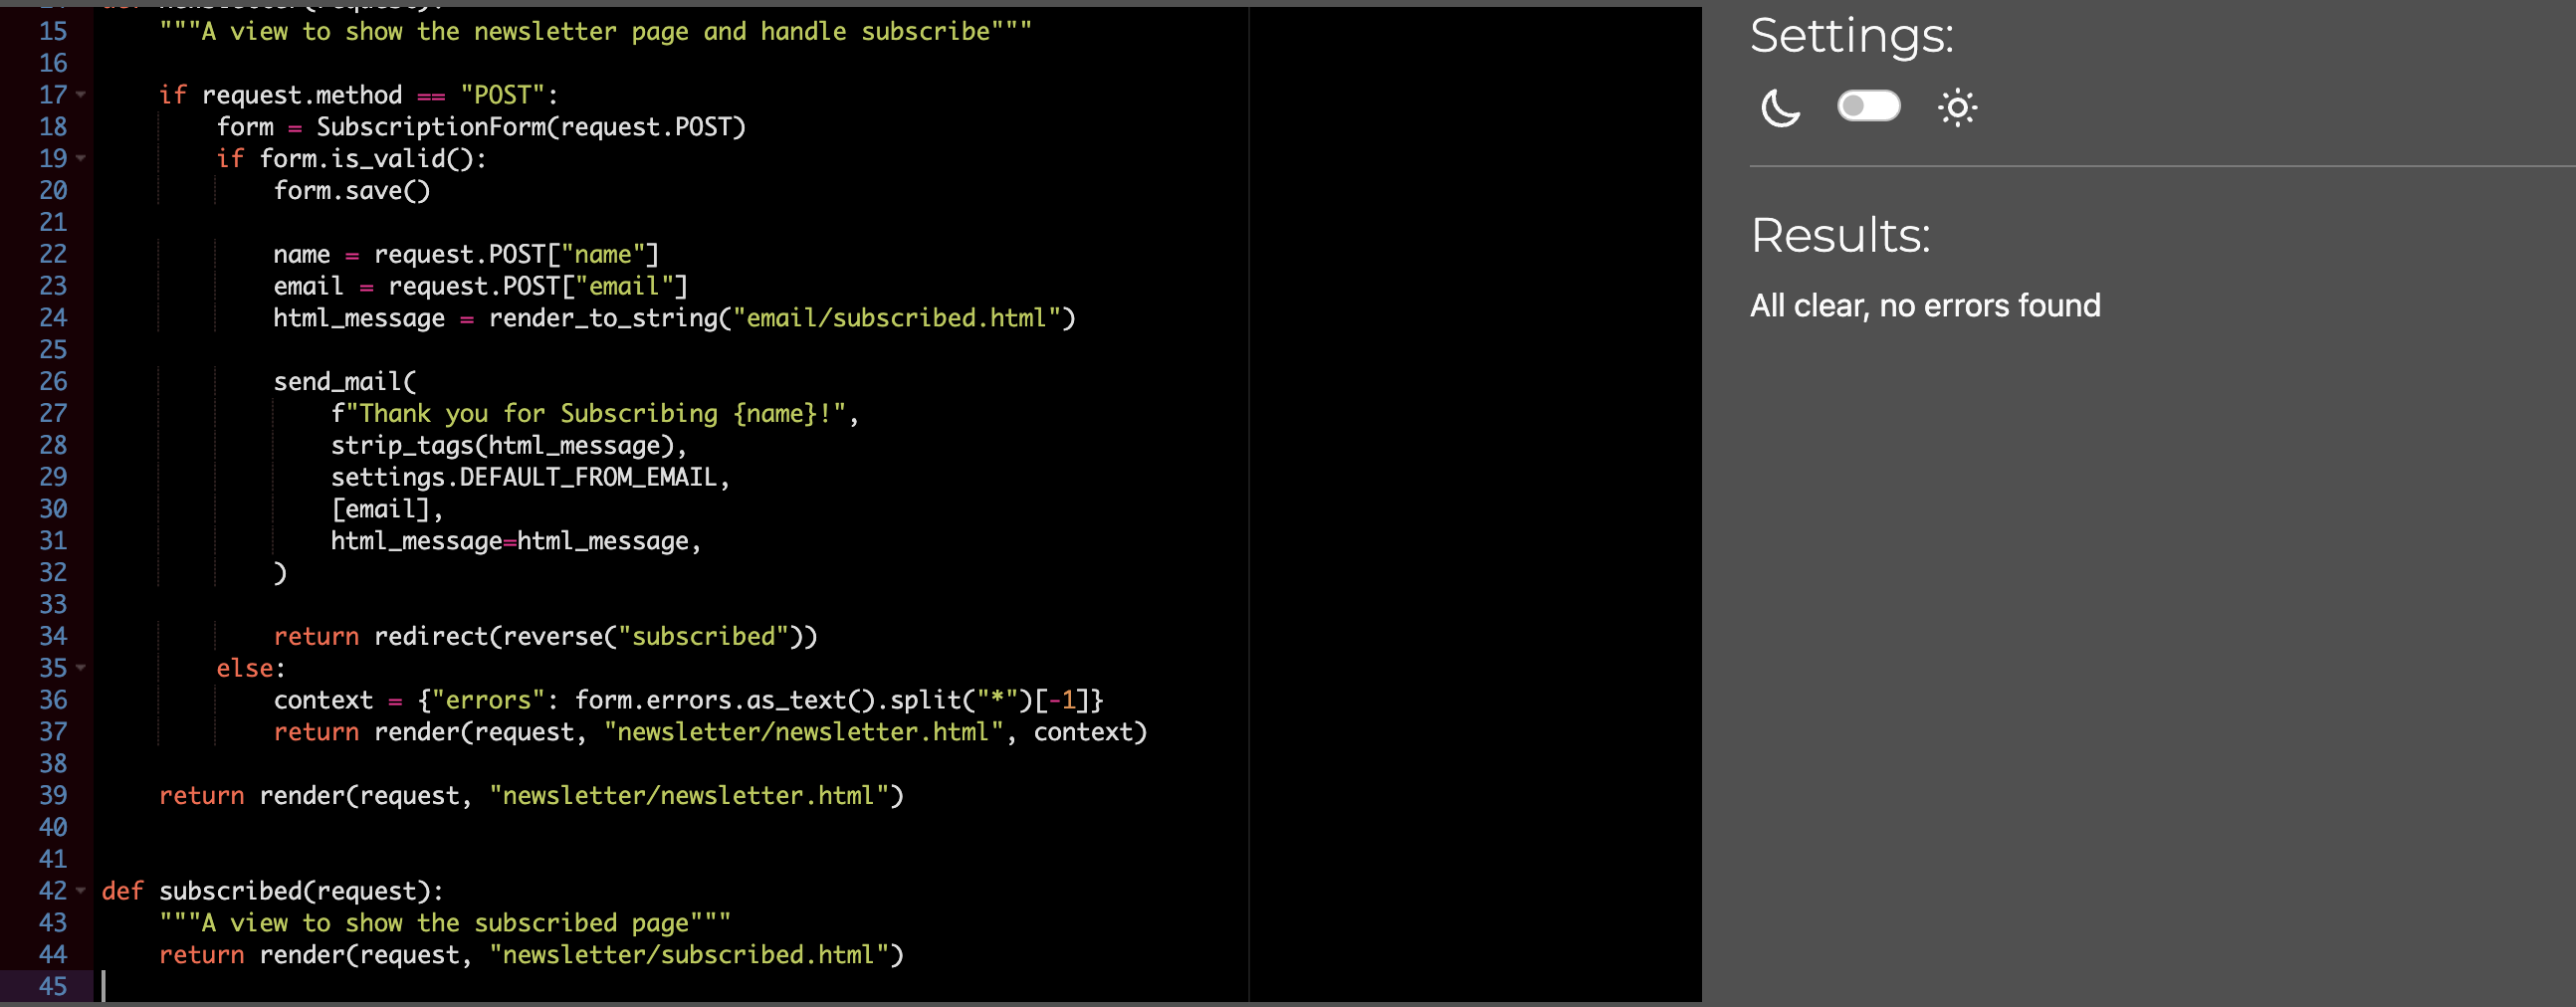 15 """A view to show the newsletter page and handle subscribe"""
16
17 if request.method == "POST":
18 form = SubscriptionForm(request.POST)
19 if form.is_valid():
20 form.save()
21
22 name = request.POST["name"]
23 email = request.POST["email"]
24 html_message = render_to_string("email/subscribed.html")
25
26 send_mail(
27 f"Thank you for Subscribing {name}!",
28 strip_tags(html_message),
29 settings.DEFAULT_FROM_EMAIL,
30 [email],
31 html_message=html_message,
32 )
33
34 return redirect(reverse("subscribed"))
35 else:
36 context = {"errors": form.errors.as_text().split("*")[-1]}
37 return render(request, "newsletter/newsletter.html", context)
38
39 return render(request, "newsletter/newsletter.html")
40
41
42 def subscribed(request):
43 """A view to show the subscribed page"""
44 return render(request, "newsletter/subscribed.html")
45
Settings:
Results:
All clear, no errors found